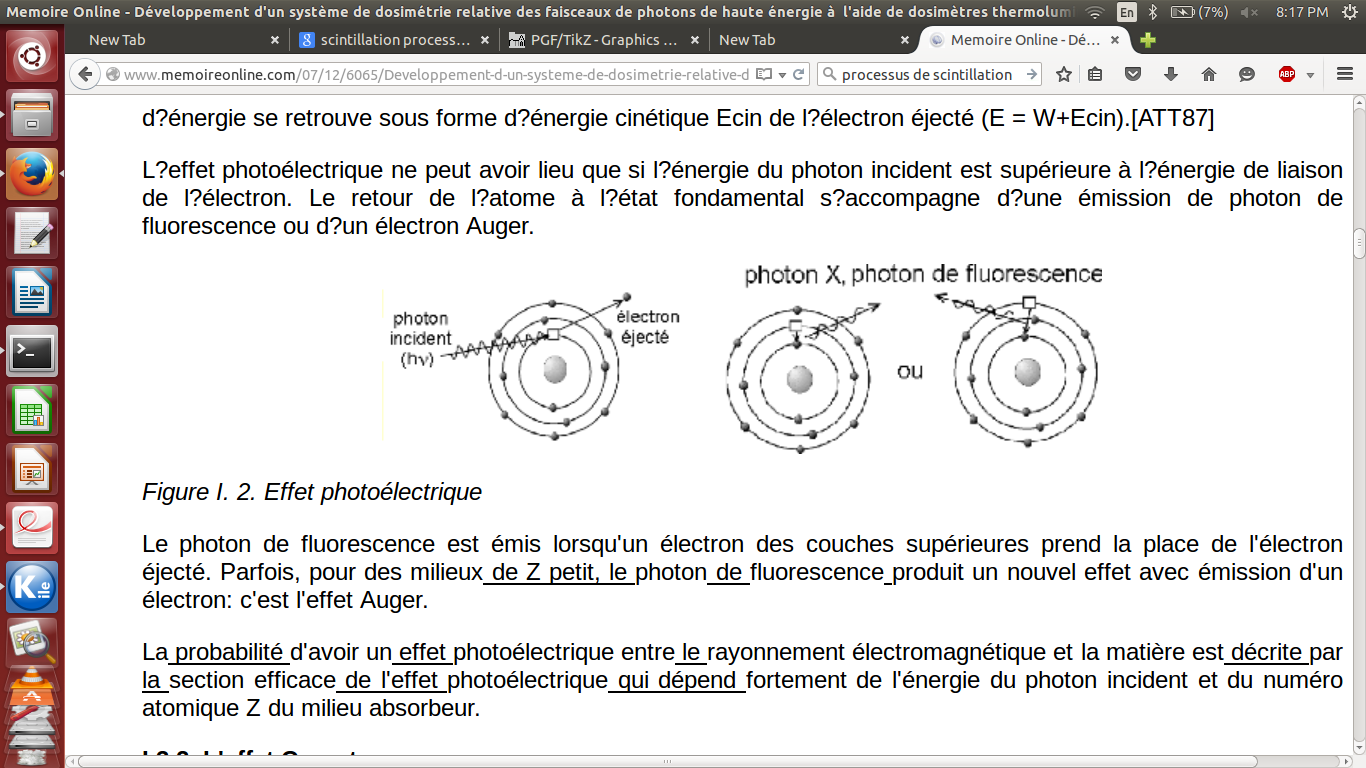 Memoire Online - Développement d'un système de dosimétrie relative des faisceaux de photons de haute énergie à l'aide de dosimètres thermolumi
En
(7%)
8:17 PM
New Tab
scintillation process...
PGF/TikZ - Graphics ...
New Tab
Memoire Online - Dé...
www.memoireonline.com/07/12/6065/Developpement-d-un-systeme-de-dosimetrie-relative-d
processus de scintillation
ABP
d?énergie se retrouve sous forme d?énergie cinétique Ecin de l?électron éjecté (E = W+Ecin).[ATT87]
L?effet photoélectrique ne peut avoir lieu que si l?énergie du photon incident est supérieure à l?énergie de liaison
de l?électron. Le retour de l?atome à l?état fondamental s?accompagne d?une émission de photon de
fluorescence ou d?un électron Auger.
photon X, photon de fluorescence
photon
incident
(hν)
électron
éjecté
ou
Figure I. 2. Effet photoélectrique
Le photon de fluorescence est émis lorsqu'un électron des couches supérieures prend la place de l'électron
éjecté. Parfois, pour des milieux de Z petit, le photon de fluorescence produit un nouvel effet avec émission d'un
électron: c'est l'effet Auger.
La probabilité d'avoir un effet photoélectrique entre le rayonnement électromagnétique et la matière est décrite par
la section efficace de l'effet photoélectrique qui dépend fortement de l'énergie du photon incident et du numéro
atomique Z du milieu absorbeur.